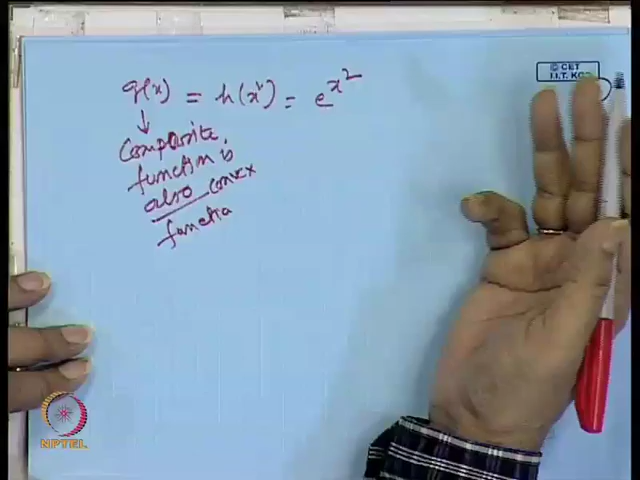 g(x) = h(x²) = e^{x²}
↓
Composite
function is
also convex
function
© CET
I.I.T. KGP
NPTEL